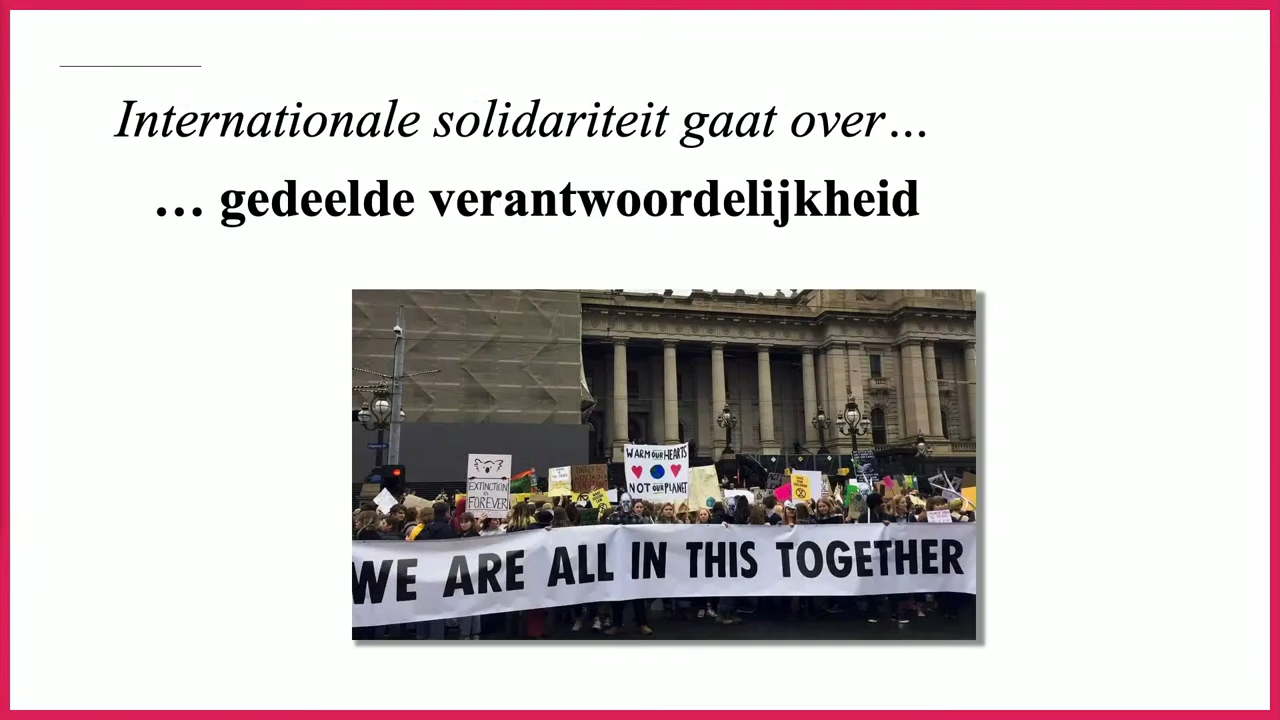 Internationale solidariteit gaat over…
… gedeelde verantwoordelijkheid
WARM OUR HEARTS
NOT OUR PLANET
EXTINCTION
IS
FOREVER!
WE ARE ALL IN THIS TOGETHER